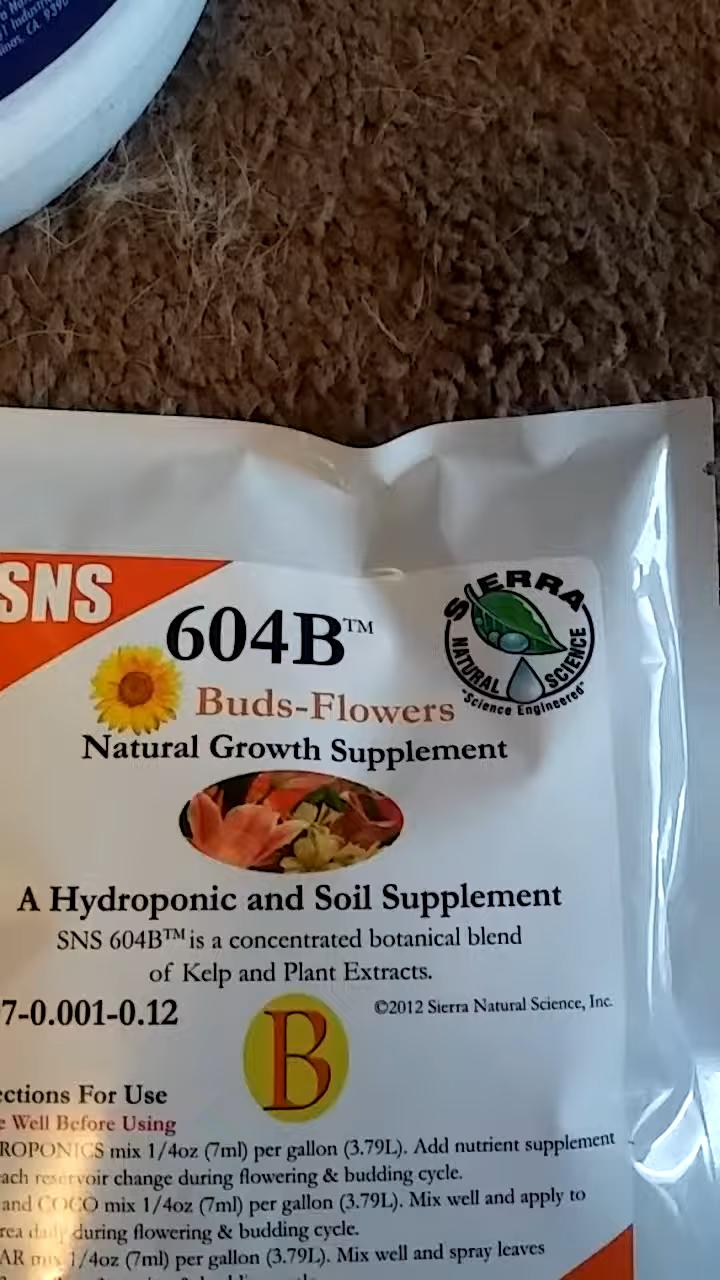 CA
SNS
604B™
SIERRA
NATURAL SCIENCE
"Science Engineered"
Buds-Flowers
Natural Growth Supplement
A Hydroponic and Soil Supplement
SNS 604B™ is a concentrated botanical blend
of Kelp and Plant Extracts.
7-0.001-0.12
©2012 Sierra Natural Science, Inc.
B
ctions For Use
e Well Before Using
ROPONICS mix 1/4oz (7ml) per gallon (3.79L). Add nutrient supplement
ach reservoir change during flowering & budding cycle.
and COCO mix 1/4oz (7ml) per gallon (3.79L). Mix well and apply to
rea daily during flowering & budding cycle.
AR mix 1/4oz (7ml) per gallon (3.79L). Mix well and spray leaves